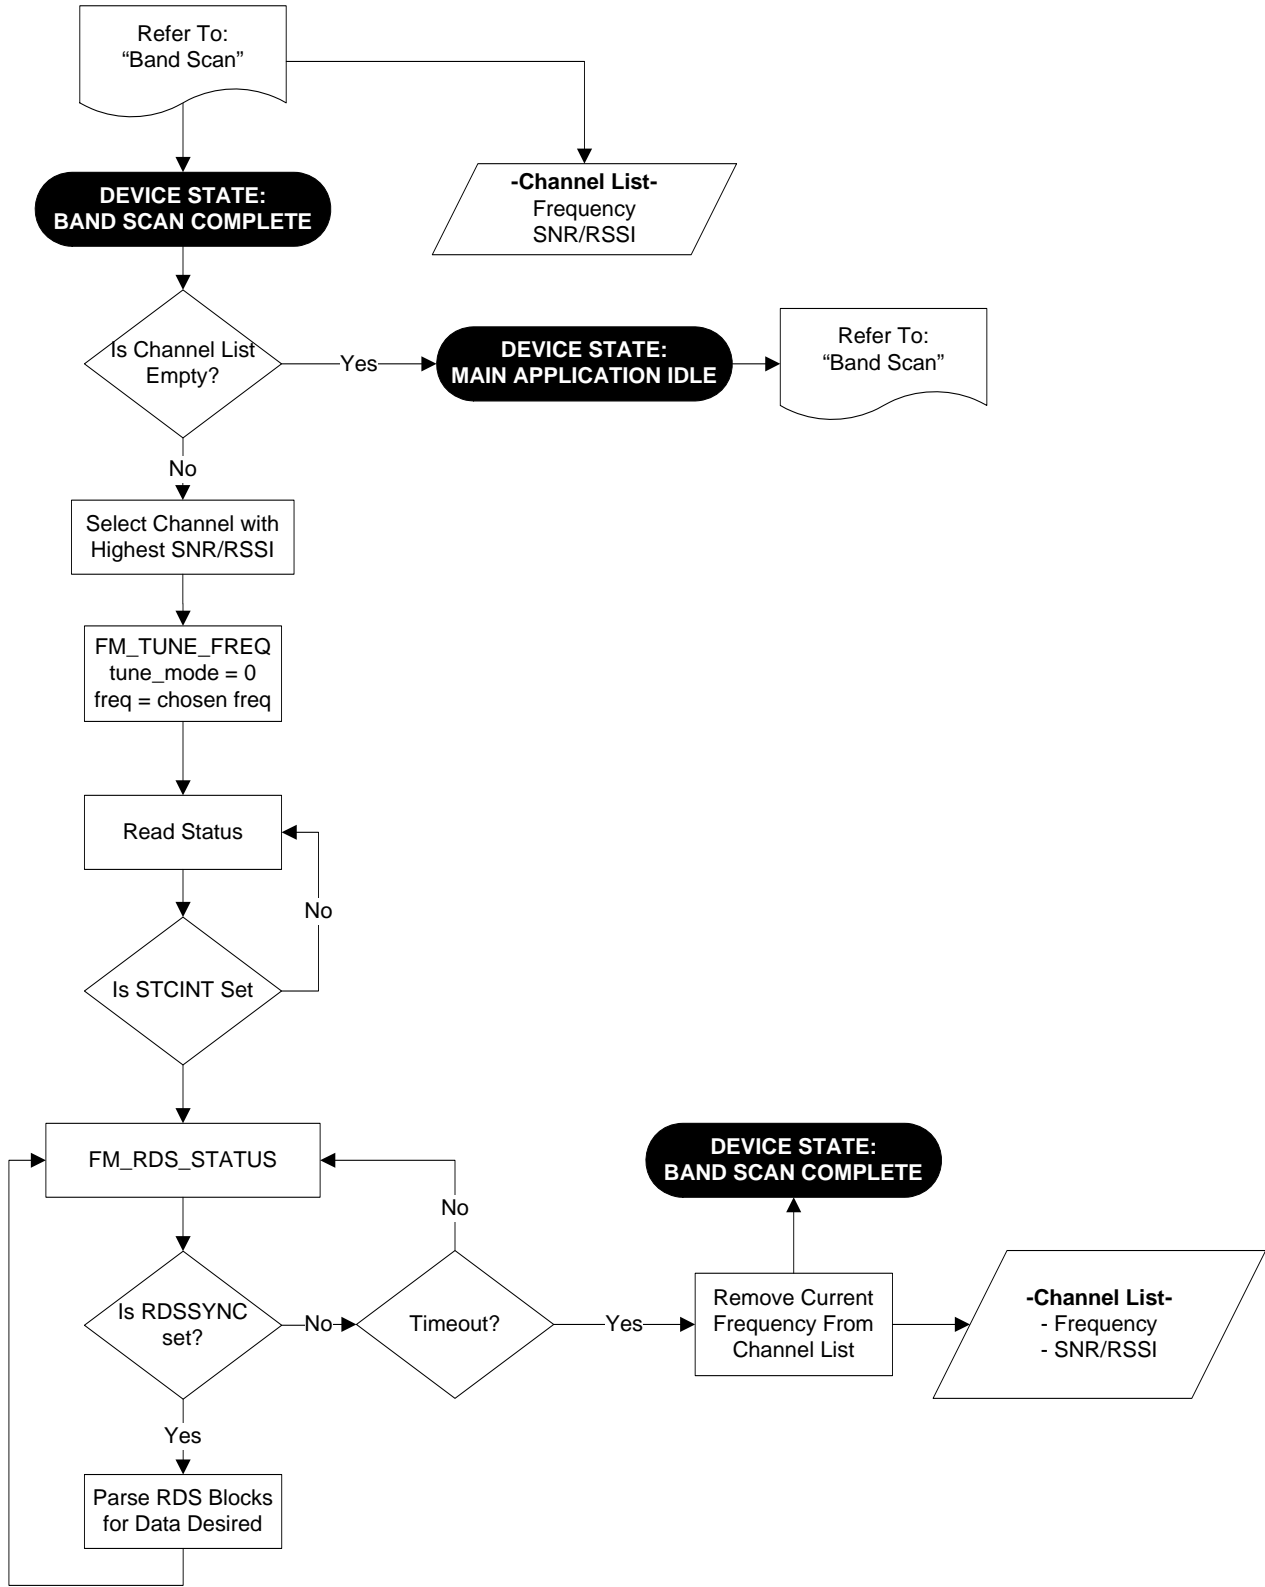 Refer To:
“Band Scan”
DEVICE STATE:
BAND SCAN COMPLETE
-Channel List-
Frequency
SNR/RSSI
Is Channel List
Empty?
Yes
DEVICE STATE:
MAIN APPLICATION IDLE
Refer To:
“Band Scan”
No
Select Channel with
Highest SNR/RSSI
FM_TUNE_FREQ
tune_mode = 0
freq = chosen freq
Read Status
No
Is STCINT Set
FM_RDS_STATUS
No
DEVICE STATE:
BAND SCAN COMPLETE
Is RDSSYNC
set?
No
Timeout?
Yes
Remove Current
Frequency From
Channel List
-Channel List-
- Frequency
- SNR/RSSI
Yes
Parse RDS Blocks
for Data Desired